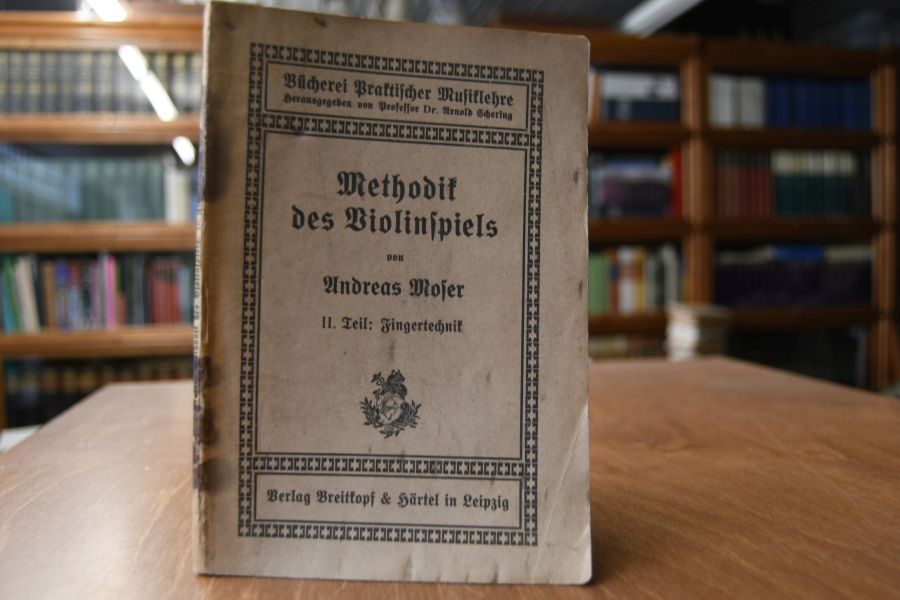 Bücherei Praktischer Musiklehre
Herausgegeben von Professor Dr. Arnold Schering
Methodik
des Violinspiels
von
Andreas Moser
II. Teil: Fingertechnik
Verlag Breitkopf & Härtel in Leipzig